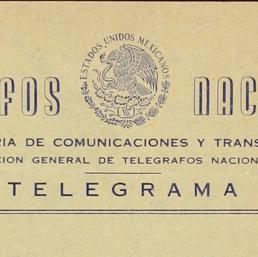 ESTADOS UNIDOS MEXICANOS
FOS NAC
RIA DE COMUNICACIONES Y TRANS
CION GENERAL DE TELEGRAFOS NACION
TELEGRAMA